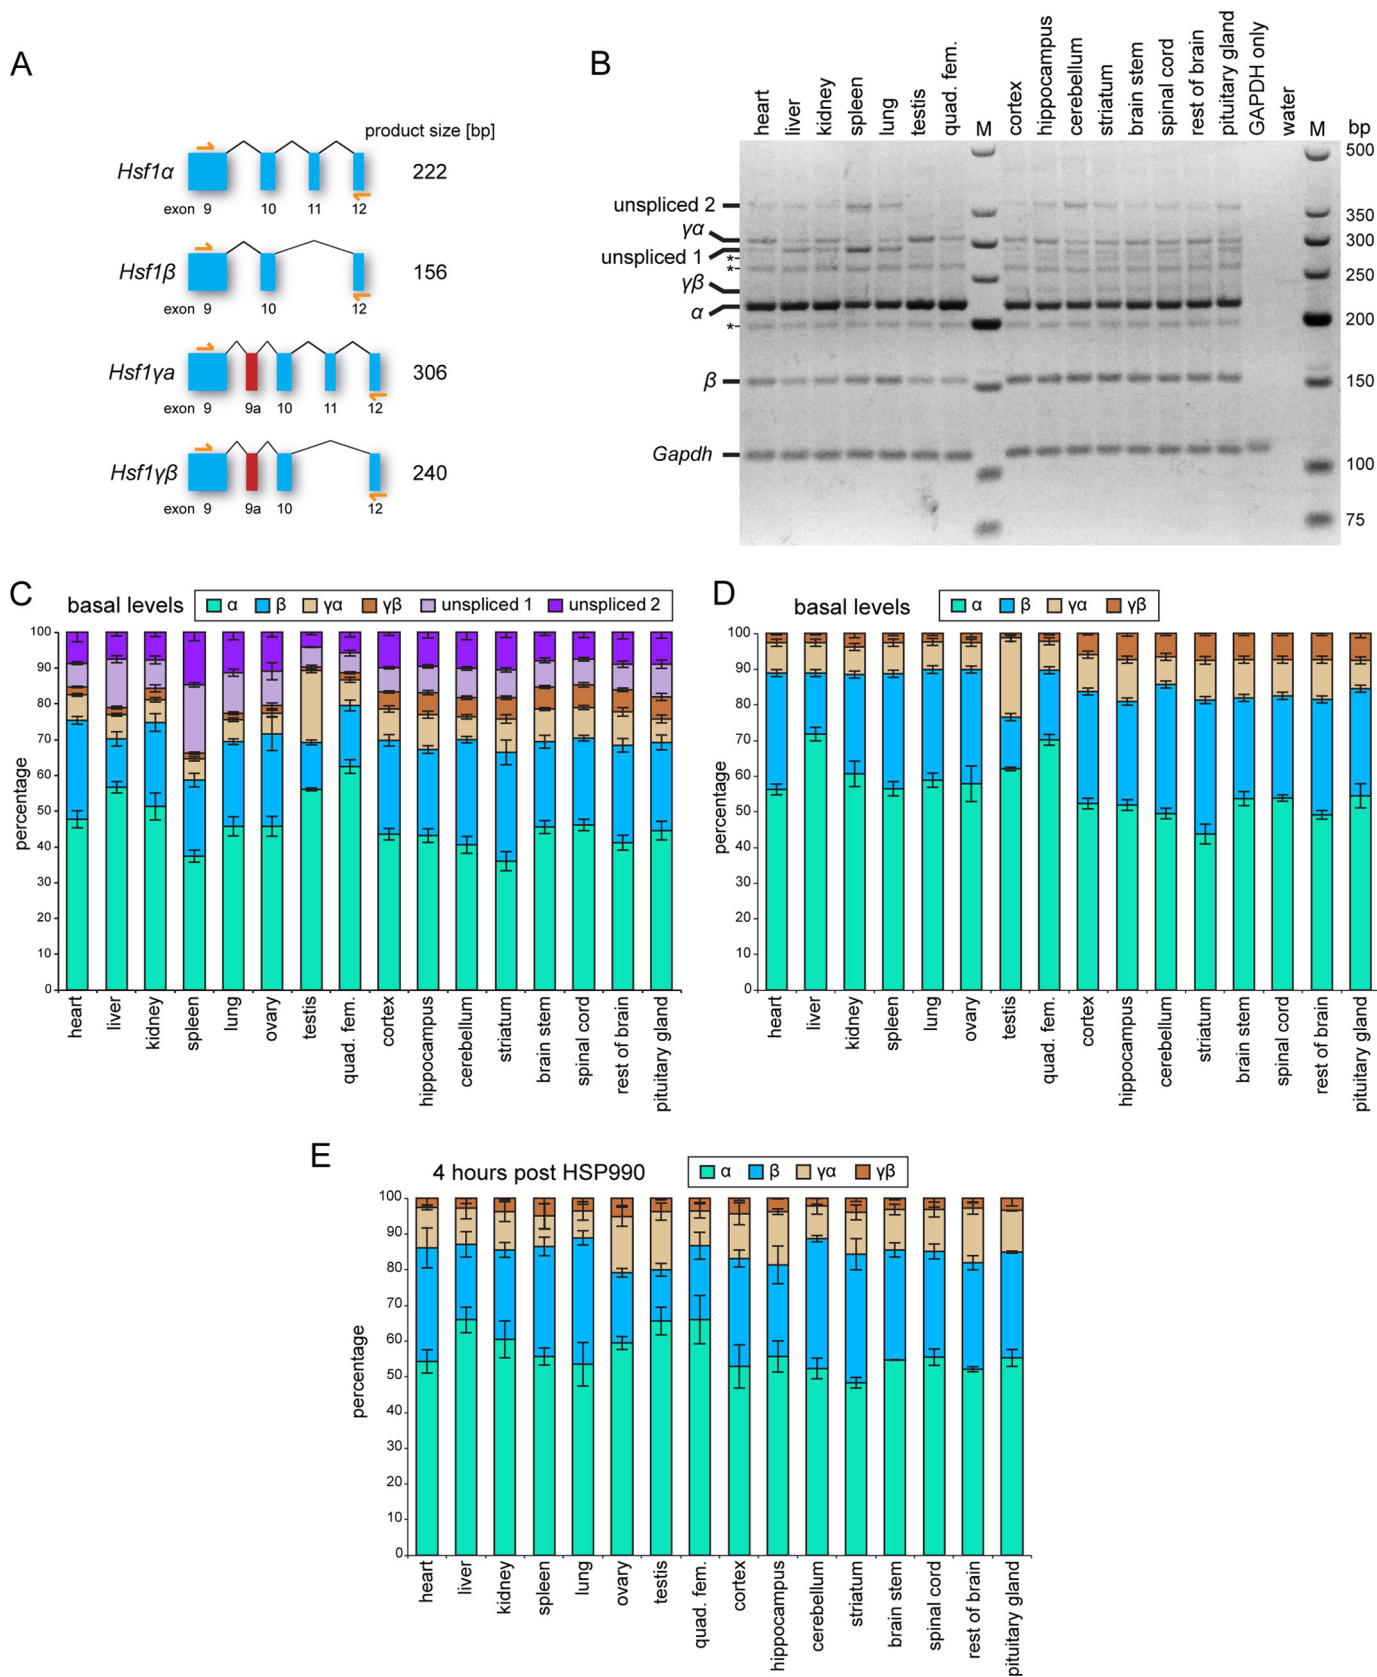 A
product size [bp]
Hsf1α
222
exon 9 10 11 12
Hsf1β
156
exon 9 10 12
Hsf1γa
306
exon 9 9a 10 11 12
Hsf1γβ
240
exon 9 9a 10 12
B
heart liver kidney spleen lung testis quad. fem. M cortex hippocampus cerebellum striatum brain stem spinal cord rest of brain pituitary gland GAPDH only water M bp
unspliced 2
γα
unspliced 1
*
*
γβ
α
*
β
Gapdh
500
350
300
250
200
150
100
75
C
basal levels
α β γα γβ unspliced 1 unspliced 2
percentage
100
90
80
70
60
50
40
30
20
10
0
heart liver kidney spleen lung ovary testis quad. fem. cortex hippocampus cerebellum striatum brain stem spinal cord rest of brain pituitary gland
D
basal levels
α β γα γβ
percentage
100
90
80
70
60
50
40
30
20
10
0
heart liver kidney spleen lung ovary testis quad. fem. cortex hippocampus cerebellum striatum brain stem spinal cord rest of brain pituitary gland
E
4 hours post HSP990
α β γα γβ
percentage
100
90
80
70
60
50
40
30
20
10
0
heart liver kidney spleen lung ovary testis quad. fem. cortex hippocampus cerebellum striatum brain stem spinal cord rest of brain pituitary gland